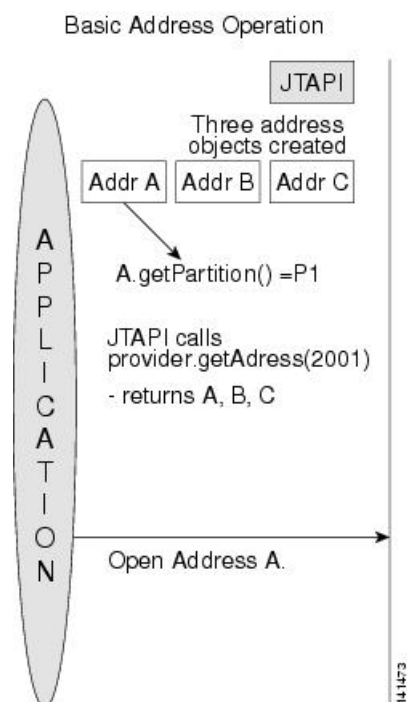 Basic Address Operation
JTAPI
Three address
objects created
Addr A
Addr B
Addr C
APPLICATION
A.getPartition() =P1
JTAPI calls
provider.getAdress(2001)
- returns A, B, C
Open Address A.
141473